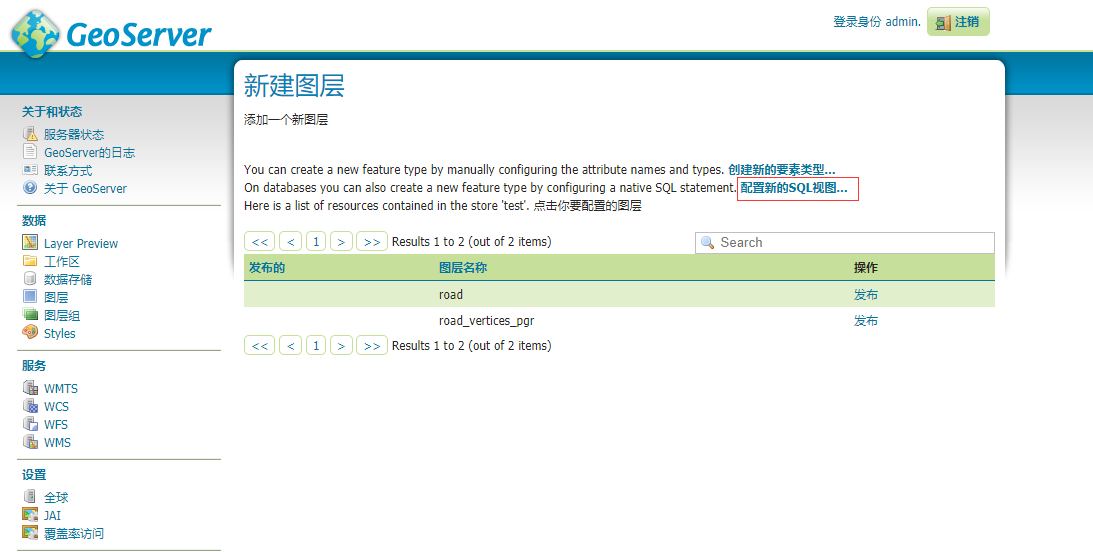 GeoServer
登录身份 admin. 注销
新建图层
添加一个新图层
You can create a new feature type by manually configuring the attribute names and types. 创建新的要素类型...
On databases you can also create a new feature type by configuring a native SQL statement. 配置新的SQL视图...
Here is a list of resources contained in the store 'test'. 点击你要配置的图层
<< < 1 > >> Results 1 to 2 (out of 2 items) Search
发布的 图层名称 操作
road 发布
road_vertices_pgr 发布
<< < 1 > >> Results 1 to 2 (out of 2 items)
关于和状态
服务器状态
GeoServer的日志
联系方式
关于 GeoServer
数据
Layer Preview
工作区
数据存储
图层
图层组
Styles
服务
WMTS
WCS
WFS
WMS
设置
全球
JAI
覆盖率访问